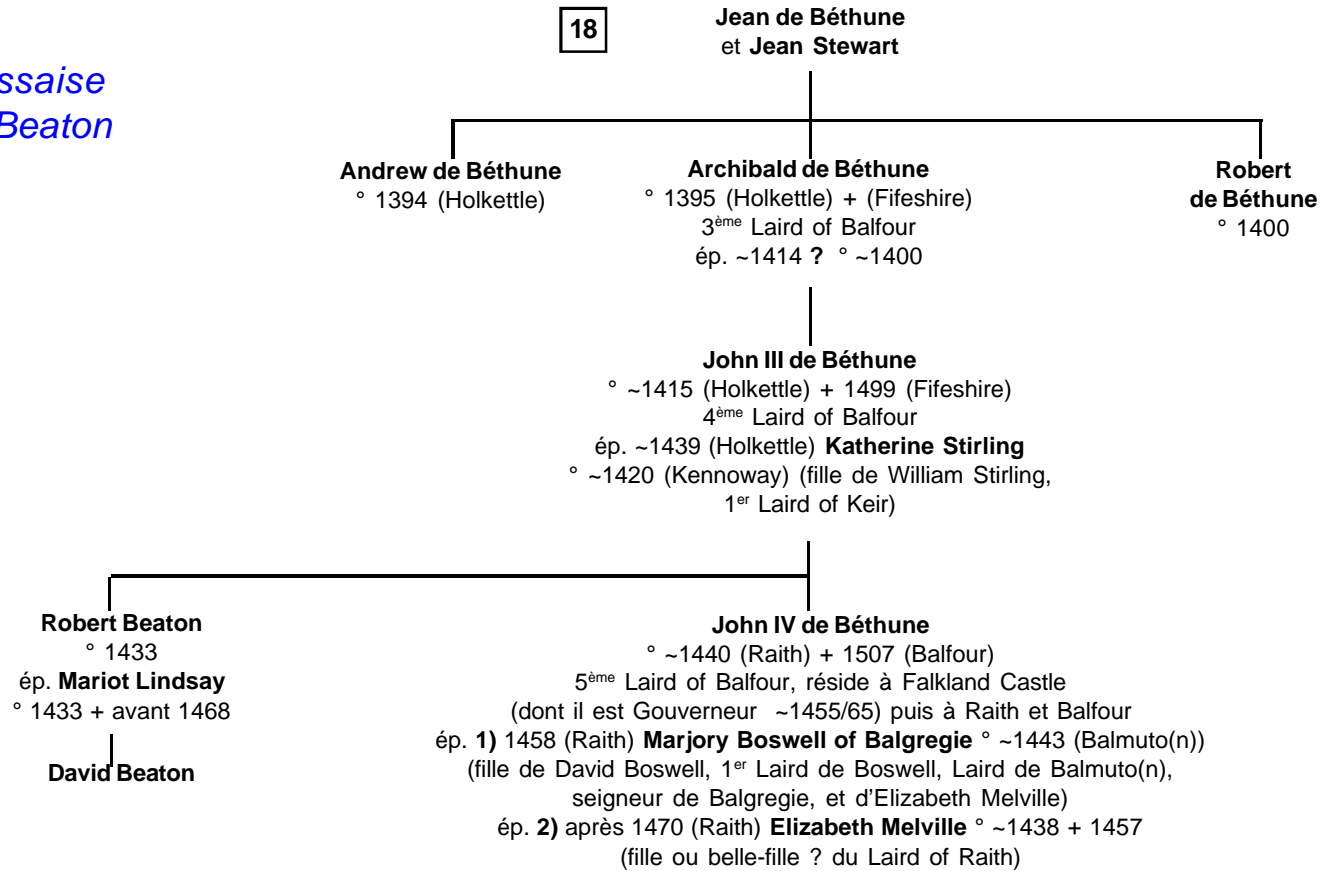 18
Jean de Béthune
et Jean Stewart
ssaise
Beaton
Andrew de Béthune
° 1394 (Holkettle)
Archibald de Béthune
° 1395 (Holkettle) + (Fifeshire)
3ème Laird of Balfour
ép. ~1414 ? ° ~1400
Robert
de Béthune
° 1400
John III de Béthune
° ~1415 (Holkettle) + 1499 (Fifeshire)
4ème Laird of Balfour
ép. ~1439 (Holkettle) Katherine Stirling
° ~1420 (Kennoway) (fille de William Stirling,
1er Laird of Keir)
Robert Beaton
° 1433
ép. Mariot Lindsay
° 1433 + avant 1468
David Beaton
John IV de Béthune
° ~1440 (Raith) + 1507 (Balfour)
5ème Laird of Balfour, réside à Falkland Castle
(dont il est Gouverneur ~1455/65) puis à Raith et Balfour
ép. 1) 1458 (Raith) Marjory Boswell of Balgregie ° ~1443 (Balmuto(n))
(fille de David Boswell, 1er Laird de Boswell, Laird de Balmuto(n),
seigneur de Balgregie, et d'Elizabeth Melville)
ép. 2) après 1470 (Raith) Elizabeth Melville ° ~1438 + 1457
(fille ou belle-fille ? du Laird of Raith)